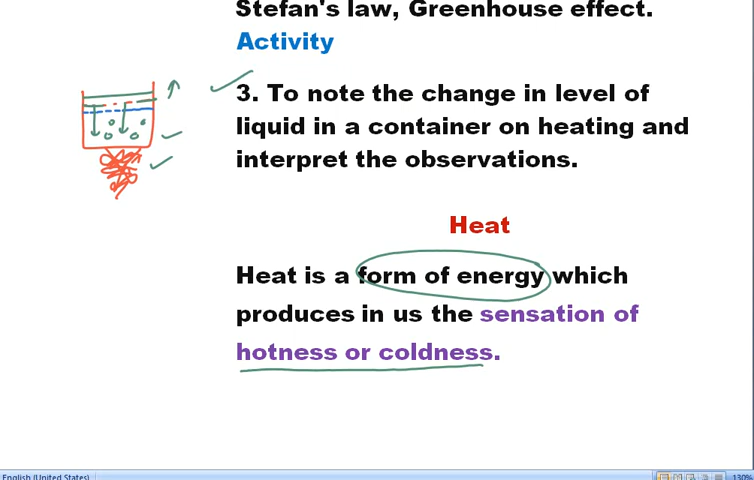 Stefan's law, Greenhouse effect.
Activity
3. To note the change in level of
liquid in a container on heating and
interpret the observations.
Heat
Heat is a form of energy which
produces in us the sensation of
hotness or coldness.
English (United States)
130%